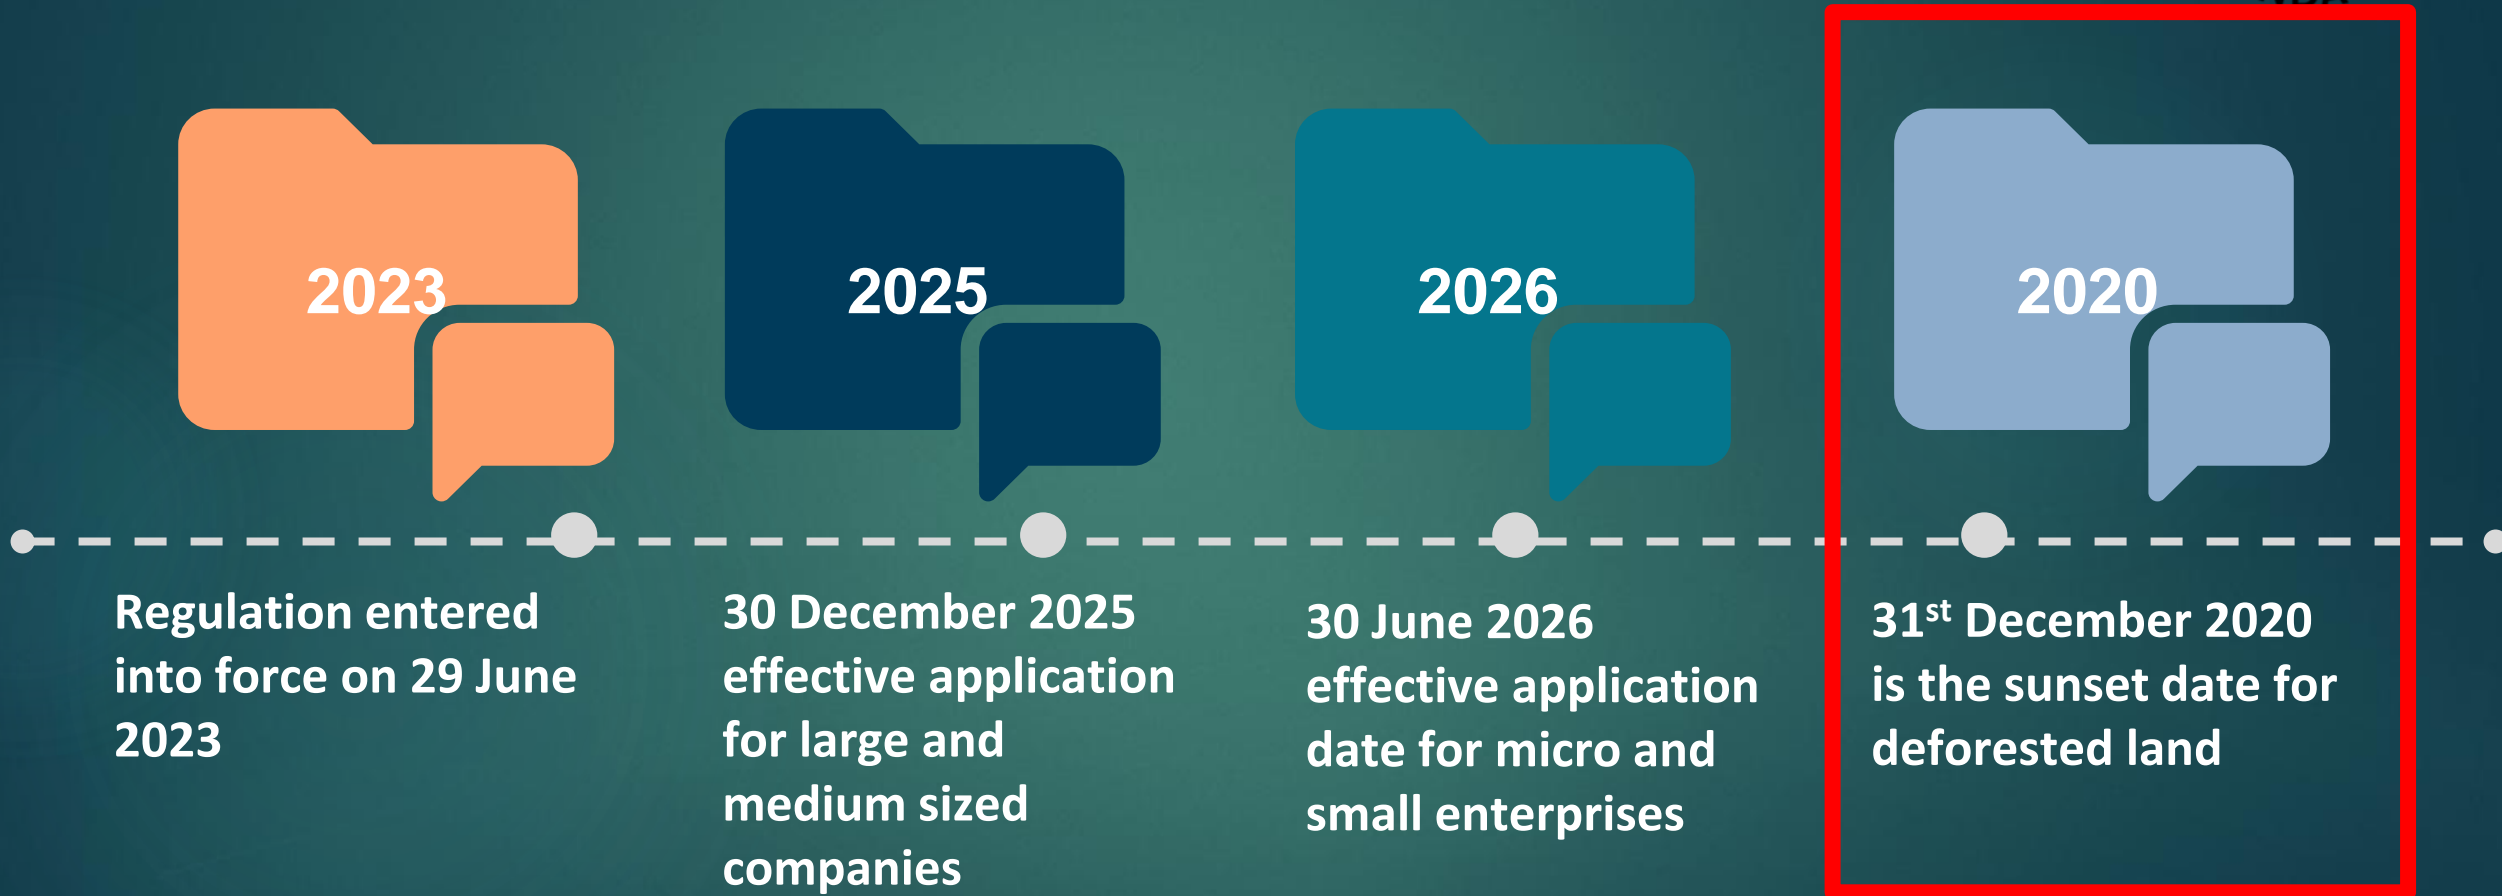 2023
2025
2026
2020
Regulation entered
into force on 29 June
2023
30 December 2025
effective application
for large and
medium sized
companies
30 June 2026
effective application
date for micro and
small enterprises
31st December 2020
is the sunset date for
deforested land